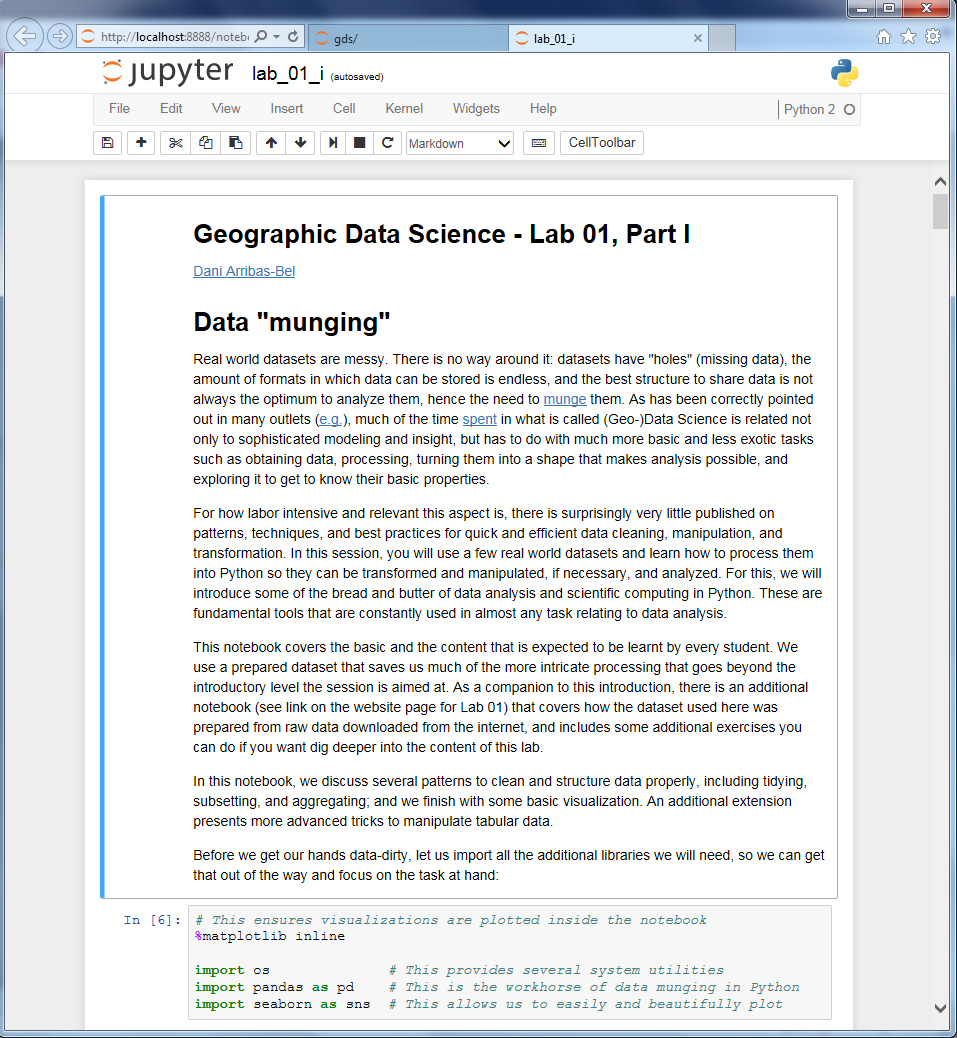 http://localhost:8888/noteb
gds/
lab_01_i
jupyter lab_01_i (autosaved)
File Edit View Insert Cell Kernel Widgets Help Python 2
Markdown CellToolbar
Geographic Data Science - Lab 01, Part I
Dani Arribas-Bel
Data "munging"
Real world datasets are messy. There is no way around it: datasets have "holes" (missing data), the
amount of formats in which data can be stored is endless, and the best structure to share data is not
always the optimum to analyze them, hence the need to munge them. As has been correctly pointed
out in many outlets (e.g.), much of the time spent in what is called (Geo-)Data Science is related not
only to sophisticated modeling and insight, but has to do with much more basic and less exotic tasks
such as obtaining data, processing, turning them into a shape that makes analysis possible, and
exploring it to get to know their basic properties.
For how labor intensive and relevant this aspect is, there is surprisingly very little published on
patterns, techniques, and best practices for quick and efficient data cleaning, manipulation, and
transformation. In this session, you will use a few real world datasets and learn how to process them
into Python so they can be transformed and manipulated, if necessary, and analyzed. For this, we will
introduce some of the bread and butter of data analysis and scientific computing in Python. These are
fundamental tools that are constantly used in almost any task relating to data analysis.
This notebook covers the basic and the content that is expected to be learnt by every student. We
use a prepared dataset that saves us much of the more intricate processing that goes beyond the
introductory level the session is aimed at. As a companion to this introduction, there is an additional
notebook (see link on the website page for Lab 01) that covers how the dataset used here was
prepared from raw data downloaded from the internet, and includes some additional exercises you
can do if you want dig deeper into the content of this lab.
In this notebook, we discuss several patterns to clean and structure data properly, including tidying,
subsetting, and aggregating; and we finish with some basic visualization. An additional extension
presents more advanced tricks to manipulate tabular data.
Before we get our hands data-dirty, let us import all the additional libraries we will need, so we can get
that out of the way and focus on the task at hand:
In [6]: # This ensures visualizations are plotted inside the notebook
%matplotlib inline
import os # This provides several system utilities
import pandas as pd # This is the workhorse of data munging in Python
import seaborn as sns # This allows us to easily and beautifully plot